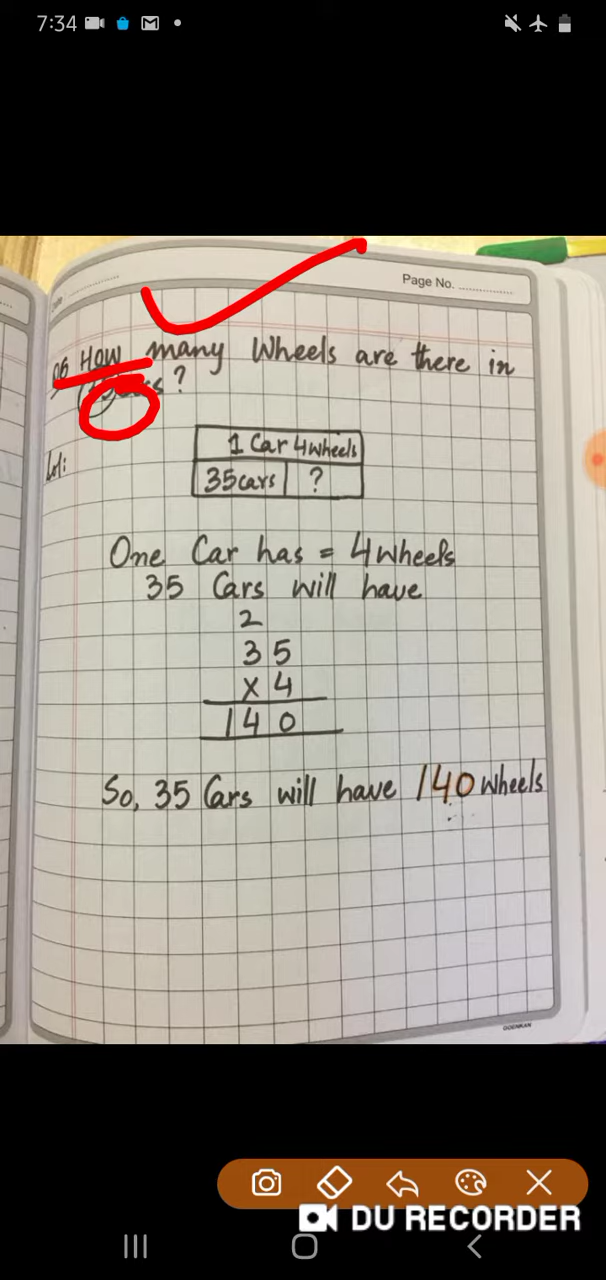 7:34
Page No.
Q6 How many Wheels are there in
cars ?
Sol:
1 Car 4 wheels
35cars ?
One Car has = 4 wheels
35 Cars will have
2
35
X 4
140
So, 35 Cars will have 140 wheels
GOENKAN
DU RECORDER